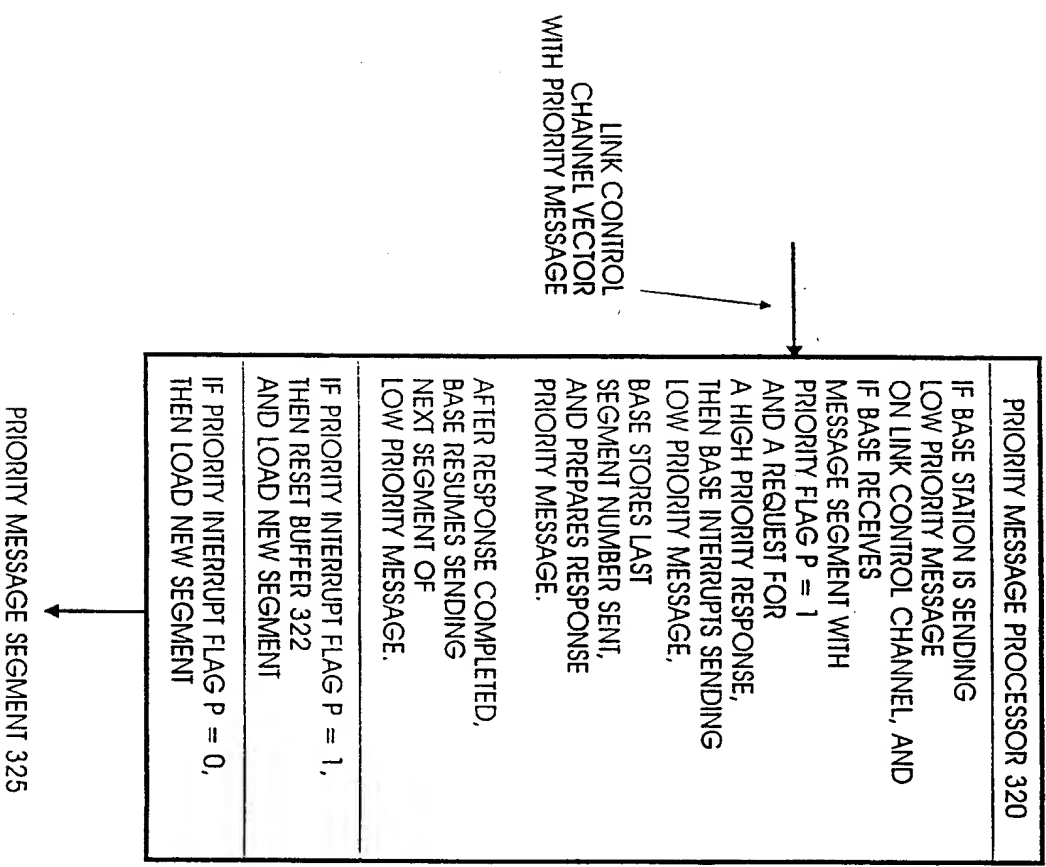 PRIORITY MESSAGE PROCESSOR 320
IF BASE STATION IS SENDING
LOW PRIORITY MESSAGE
ON LINK CONTROL CHANNEL, AND
IF BASE RECEIVES
MESSAGE SEGMENT WITH
PRIORITY FLAG P = 1
AND A REQUEST FOR
A HIGH PRIORITY RESPONSE,
THEN BASE INTERRUPTS SENDING
LOW PRIORITY MESSAGE,
BASE STORES LAST
SEGMENT NUMBER SENT,
AND PREPARES RESPONSE
PRIORITY MESSAGE.
AFTER RESPONSE COMPLETED,
BASE RESUMES SENDING
NEXT SEGMENT OF
LOW PRIORITY MESSAGE.
IF PRIORITY INTERRUPT FLAG P = 1,
THEN RESET BUFFER 322
AND LOAD NEW SEGMENT
IF PRIORITY INTERRUPT FLAG P = 0,
THEN LOAD NEW SEGMENT
LINK CONTROL
CHANNEL VECTOR
WITH PRIORITY MESSAGE
PRIORITY MESSAGE SEGMENT 325